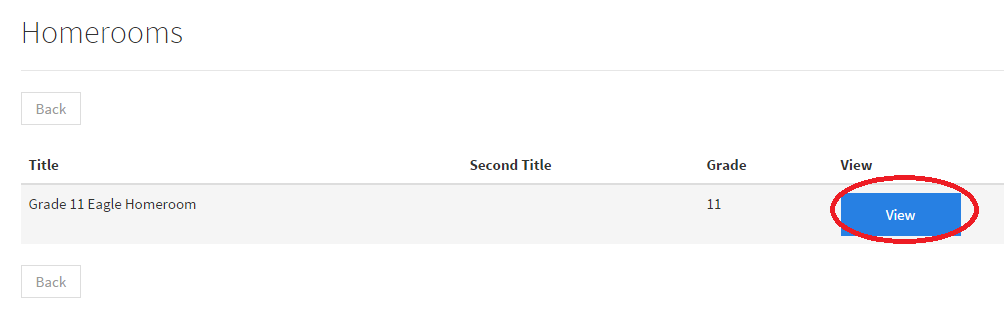 Homerooms
Back
Title Second Title Grade View
Grade 11 Eagle Homeroom 11 View
Back